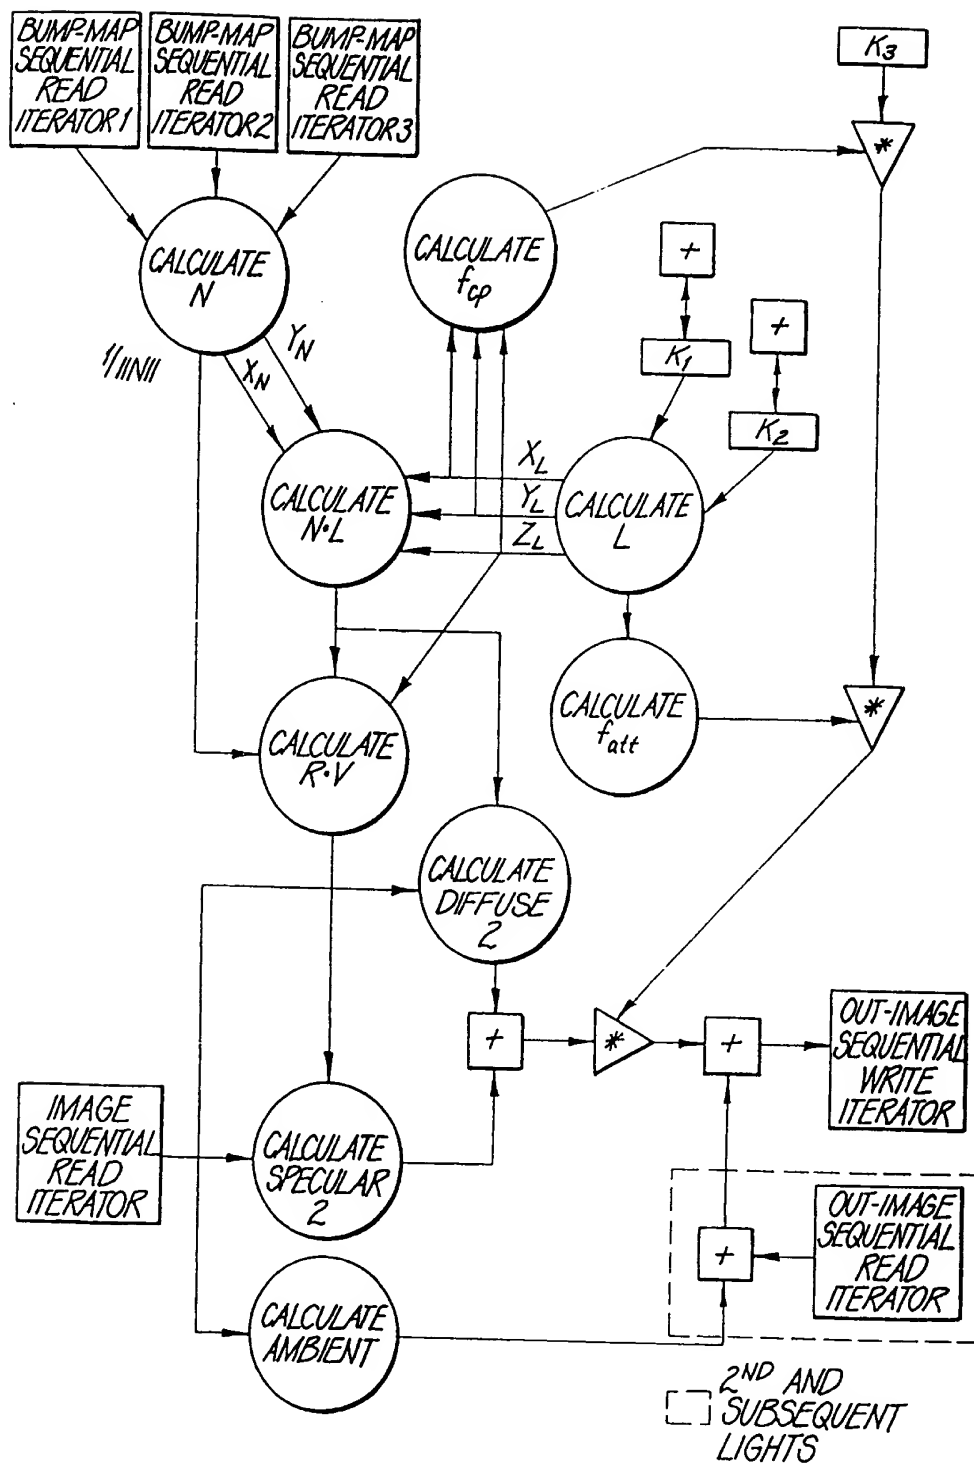 BUMP-MAP
SEQUENTIAL
READ
ITERATOR 1
BUMP-MAP
SEQUENTIAL
READ
ITERATOR 2
BUMP-MAP
SEQUENTIAL
READ
ITERATOR 3
K3
*
CALCULATE
N
CALCULATE
fcp
+
+
K1
K2
1/IINII
XN
YN
CALCULATE
N·L
XL
YL
ZL
CALCULATE
L
CALCULATE
R·V
CALCULATE
fatt
*
CALCULATE
DIFFUSE
2
+
*
+
OUT-IMAGE
SEQUENTIAL
WRITE
ITERATOR
IMAGE
SEQUENTIAL
READ
ITERATOR
CALCULATE
SPECULAR
2
+
OUT-IMAGE
SEQUENTIAL
READ
ITERATOR
CALCULATE
AMBIENT
2ND AND
SUBSEQUENT
LIGHTS